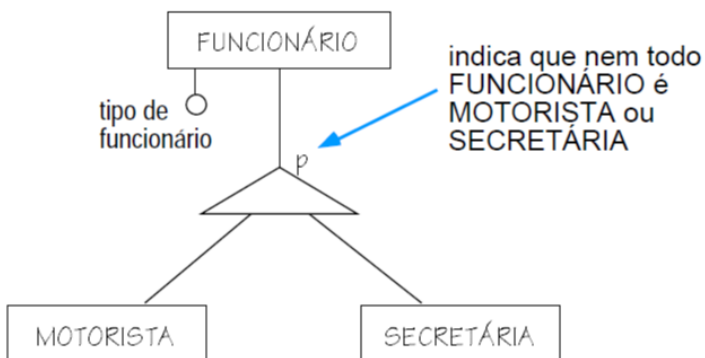 FUNCIONÁRIO
indica que nem todo
FUNCIONÁRIO é
MOTORISTA ou
SECRETÁRIA
tipo de
funcionário
p
MOTORISTA
SECRETÁRIA